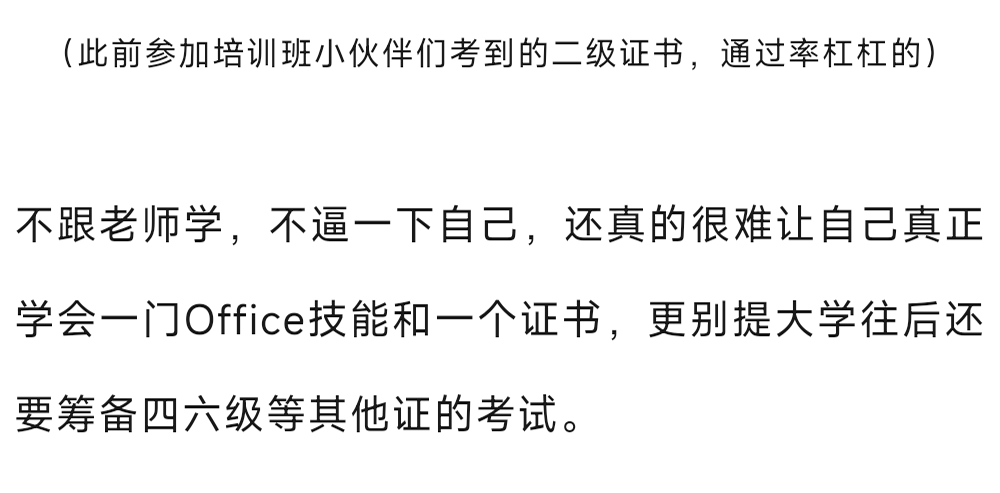 （此前参加培训班小伙伴们考到的二级证书，通过率杠杠的）
不跟老师学，不逼一下自己，还真的很难让自己真正
学会一门Office技能和一个证书，更别提大学往后还
要筹备四六级等其他证的考试。